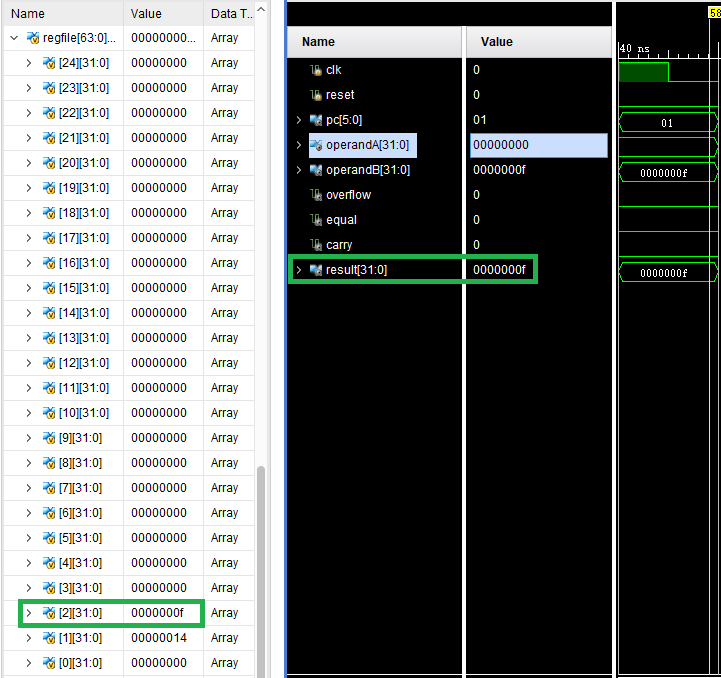 Name Value Data T...
regfile[63:0]... 00000000... Array
[24][31:0] 00000000 Array
[23][31:0] 00000000 Array
[22][31:0] 00000000 Array
[21][31:0] 00000000 Array
[20][31:0] 00000000 Array
[19][31:0] 00000000 Array
[18][31:0] 00000000 Array
[17][31:0] 00000000 Array
[16][31:0] 00000000 Array
[15][31:0] 00000000 Array
[14][31:0] 00000000 Array
[13][31:0] 00000000 Array
[12][31:0] 00000000 Array
[11][31:0] 00000000 Array
[10][31:0] 00000000 Array
[9][31:0] 00000000 Array
[8][31:0] 00000000 Array
[7][31:0] 00000000 Array
[6][31:0] 00000000 Array
[5][31:0] 00000000 Array
[4][31:0] 00000000 Array
[3][31:0] 00000000 Array
[2][31:0] 0000000f Array
[1][31:0] 00000014 Array
[0][31:0] 00000000 Array
Name Value
clk 0
reset 0
pc[5:0] 01
operandA[31:0] 00000000
operandB[31:0] 0000000f
overflow 0
equal 0
carry 0
result[31:0] 0000000f
58
40 ns
01
0000000f
0000000f